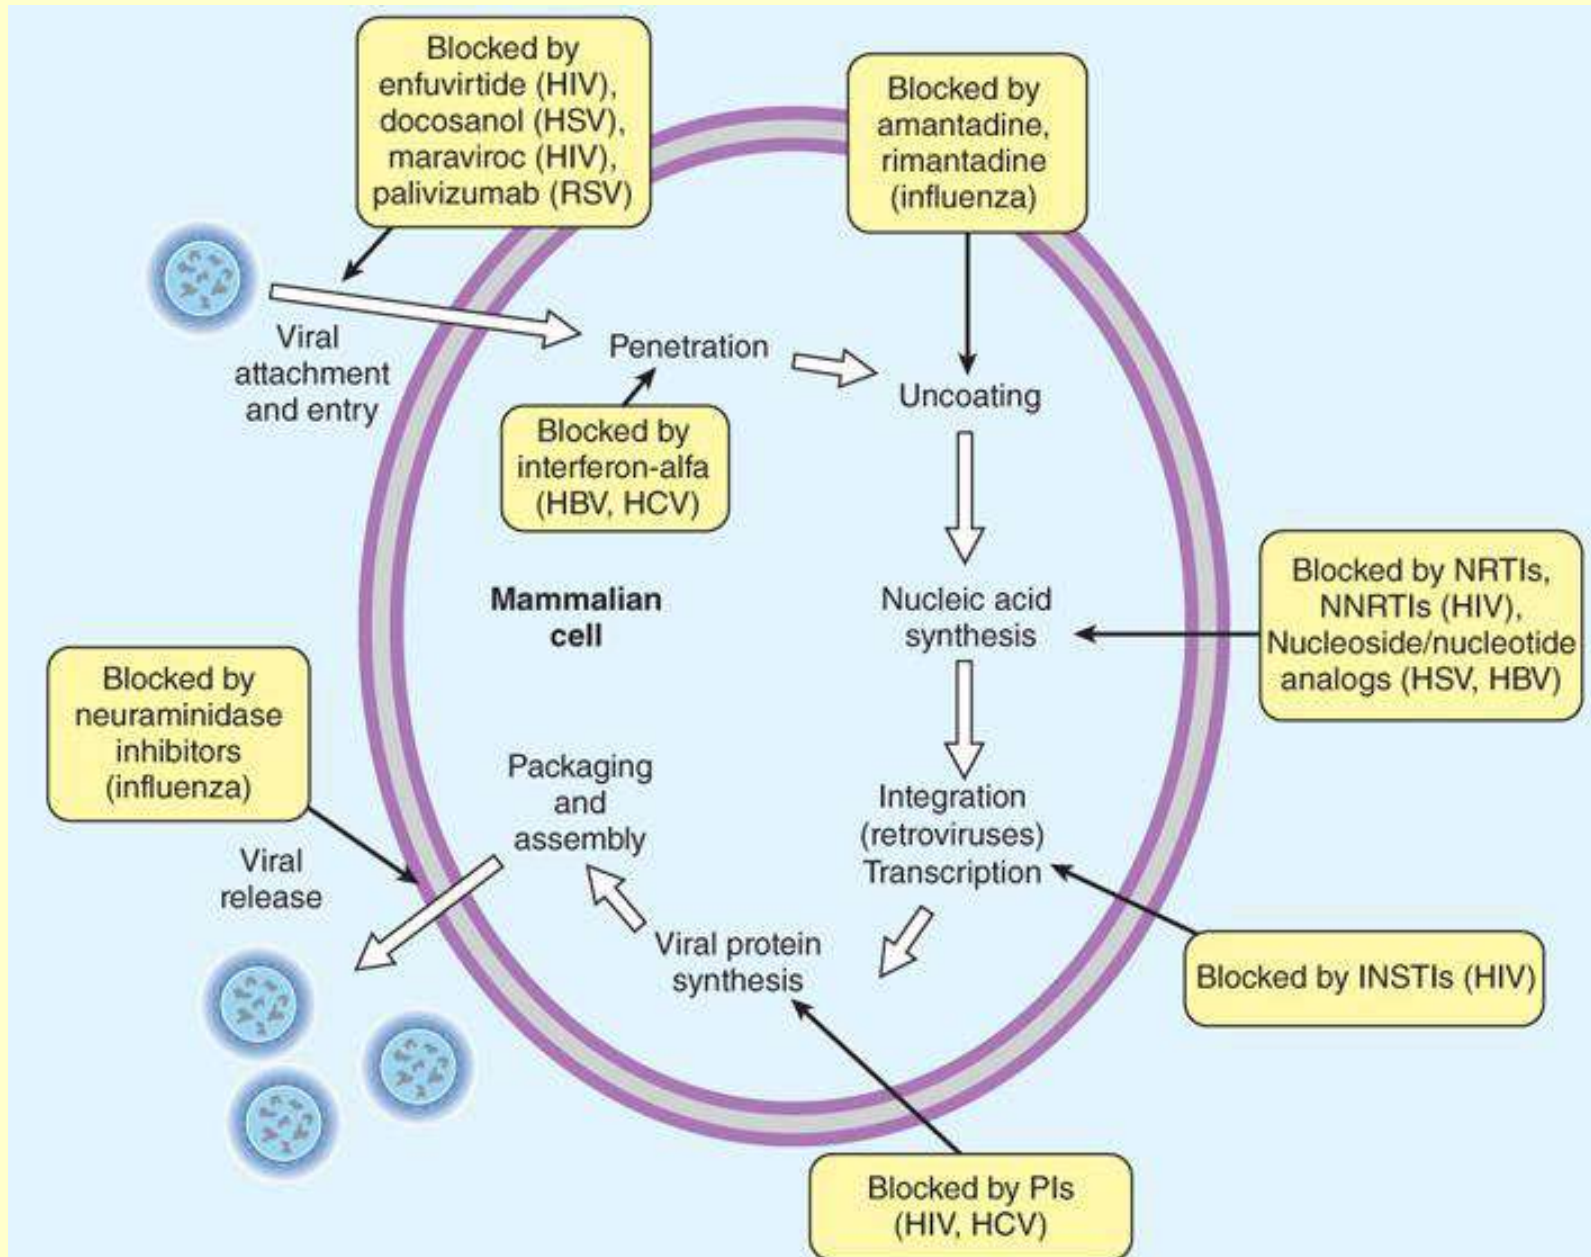 Blocked by
enfuvirtide (HIV),
docosanol (HSV),
maraviroc (HIV),
palivizumab (RSV)
Blocked by
amantadine,
rimantadine
(influenza)
Viral
attachment
and entry
Penetration
Uncoating
Blocked by
interferon-alfa
(HBV, HCV)
Mammalian
cell
Nucleic acid
synthesis
Blocked by NRTIs,
NNRTIs (HIV),
Nucleoside/nucleotide
analogs (HSV, HBV)
Blocked by
neuraminidase
inhibitors
(influenza)
Packaging
and
assembly
Integration
(retroviruses)
Transcription
Viral
release
Viral protein
synthesis
Blocked by INSTIs (HIV)
Blocked by PIs
(HIV, HCV)